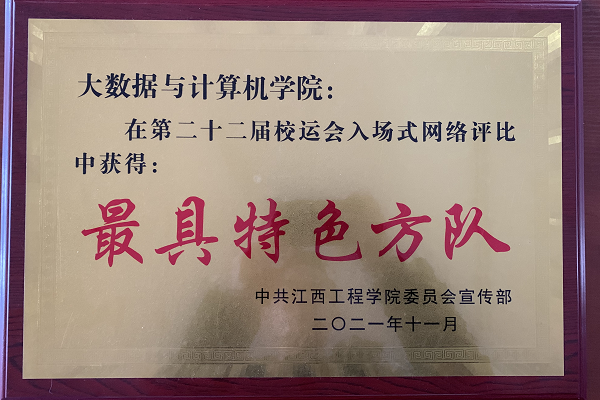 大数据与计算机学院：
在第二十二届校运会入场式网络评比
中获得：
最具特色方队
中共江西工程学院委员会宣传部
二〇二一年十一月